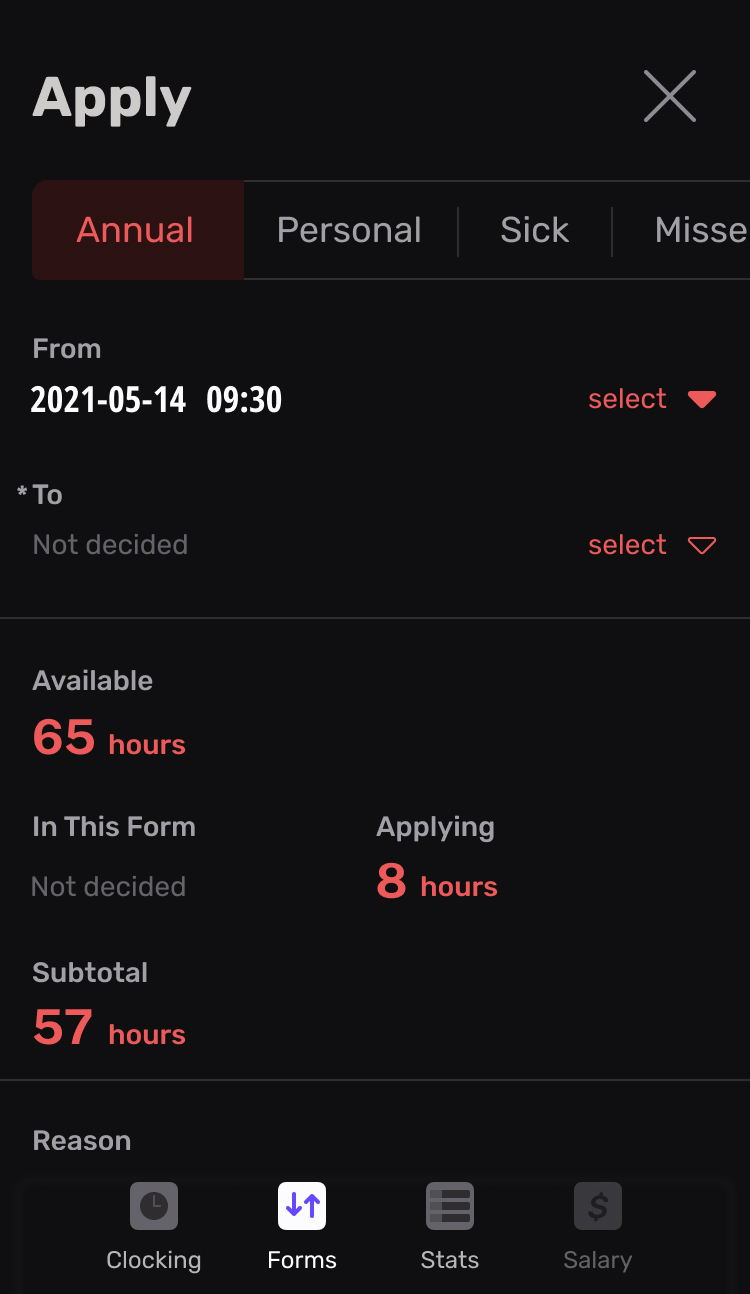 Apply
Annual Personal Sick Misse
From
2021-05-14 09:30 select
* To
Not decided select
Available
65 hours
In This Form Applying
Not decided 8 hours
Subtotal
57 hours
Reason
Clocking Forms Stats Salary